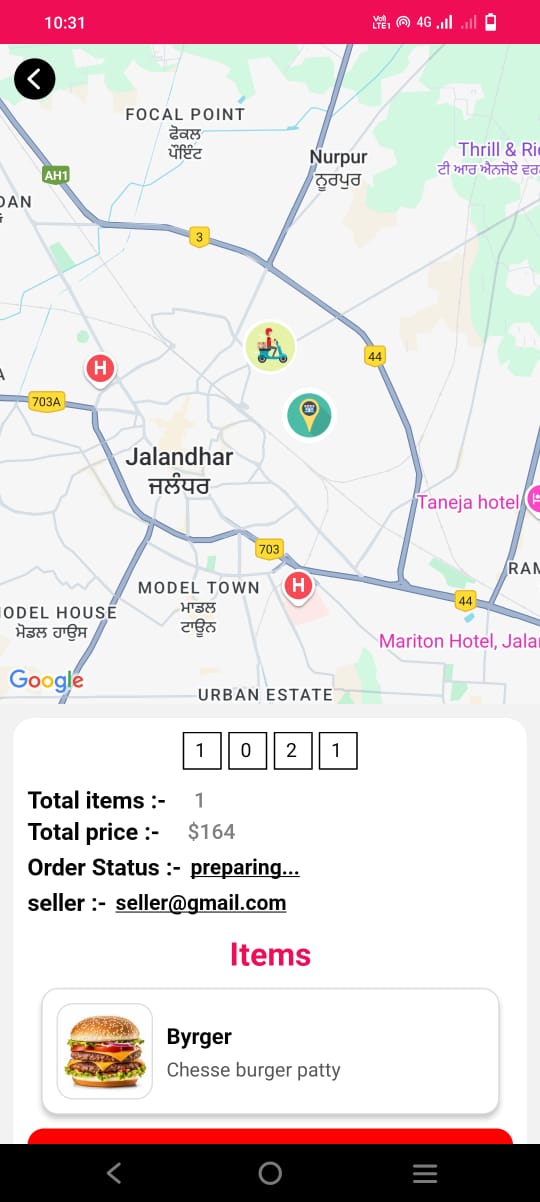 10:31
Vo)
LTE1
4G
FOCAL POINT
ਫੋਕਲ
ਪੌਇੰਟ
Nurpur
ਨੂਰਪੁਰ
Thrill & Ri
ਟੀ ਆਰ ਐਨਜੋਏ ਵਰ
AH1
DAN
3
44
H
A
703A
Jalandhar
ਜਲੰਧਰ
Taneja hotel
703
H
RAM
MODEL TOWN
ਮਾਡਲ
ਟਾਊਨ
44
ODEL HOUSE
ਮੋਡਲ ਹਾਉਸ
Mariton Hotel, Jala
Google
URBAN ESTATE
1 0 2 1
Total items :- 1
Total price :- $164
Order Status :- preparing...
seller :- seller@gmail.com
Items
Byrger
Chesse burger patty